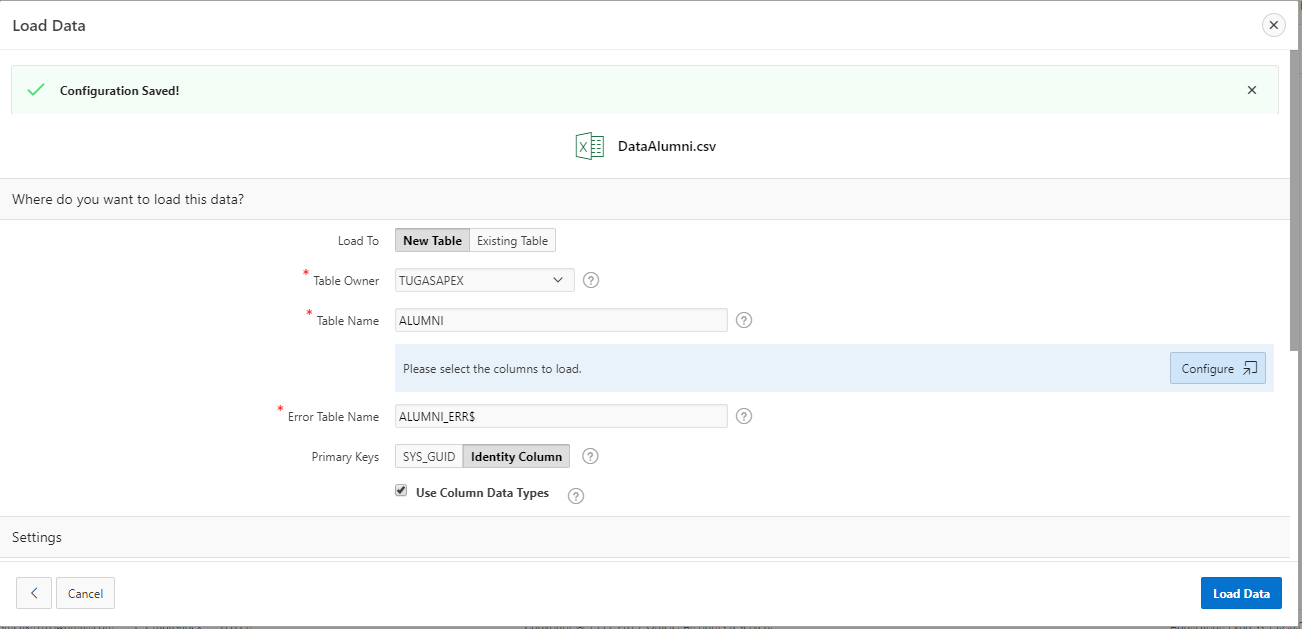 Load Data
Configuration Saved!
DataAlumni.csv
Where do you want to load this data?
Load To New Table Existing Table
* Table Owner TUGASAPEX ?
* Table Name ALUMNI ?
Please select the columns to load. Configure
* Error Table Name ALUMNI_ERR$ ?
Primary Keys SYS_GUID Identity Column ?
Use Column Data Types ?
Settings
Cancel Load Data